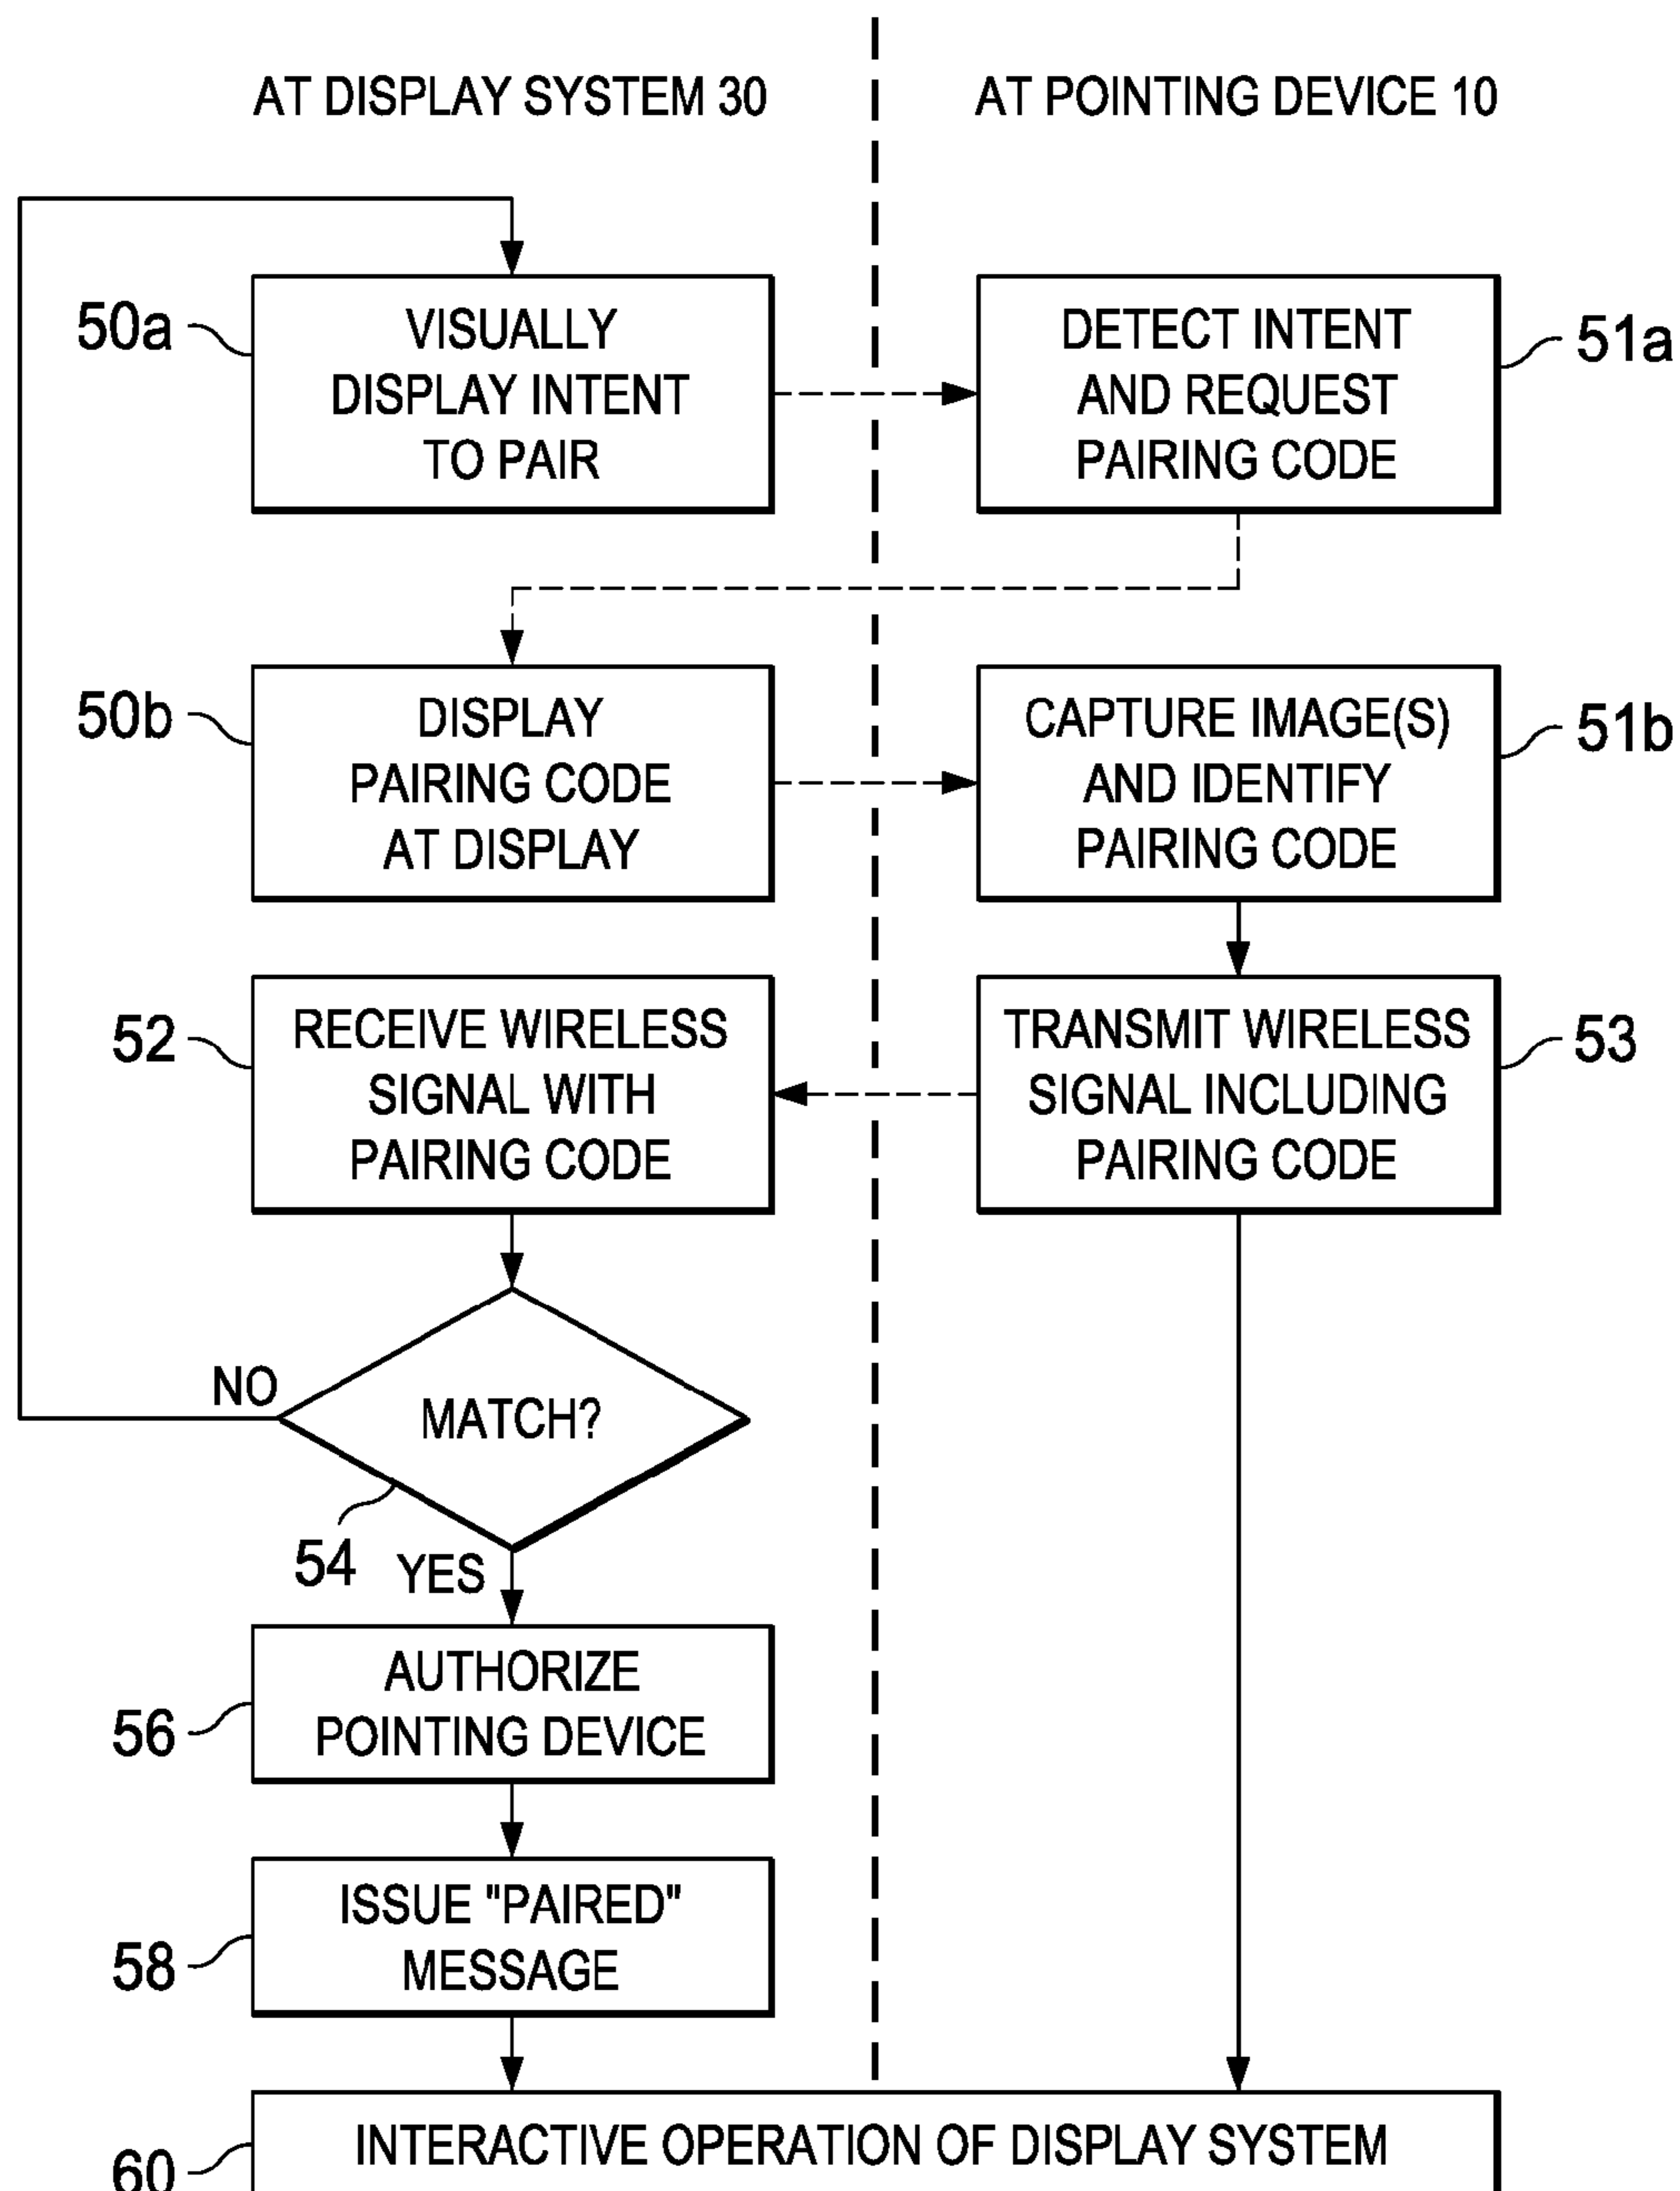 AT DISPLAY SYSTEM 30
AT POINTING DEVICE 10
50a
VISUALLY
DISPLAY INTENT
TO PAIR
DETECT INTENT
AND REQUEST
PAIRING CODE
51a
50b
DISPLAY
PAIRING CODE
AT DISPLAY
CAPTURE IMAGE(S)
AND IDENTIFY
PAIRING CODE
51b
52
RECEIVE WIRELESS
SIGNAL WITH
PAIRING CODE
TRANSMIT WIRELESS
SIGNAL INCLUDING
PAIRING CODE
53
NO
MATCH?
54
YES
56
AUTHORIZE
POINTING DEVICE
58
ISSUE "PAIRED"
MESSAGE
60
INTERACTIVE OPERATION OF DISPLAY SYSTEM